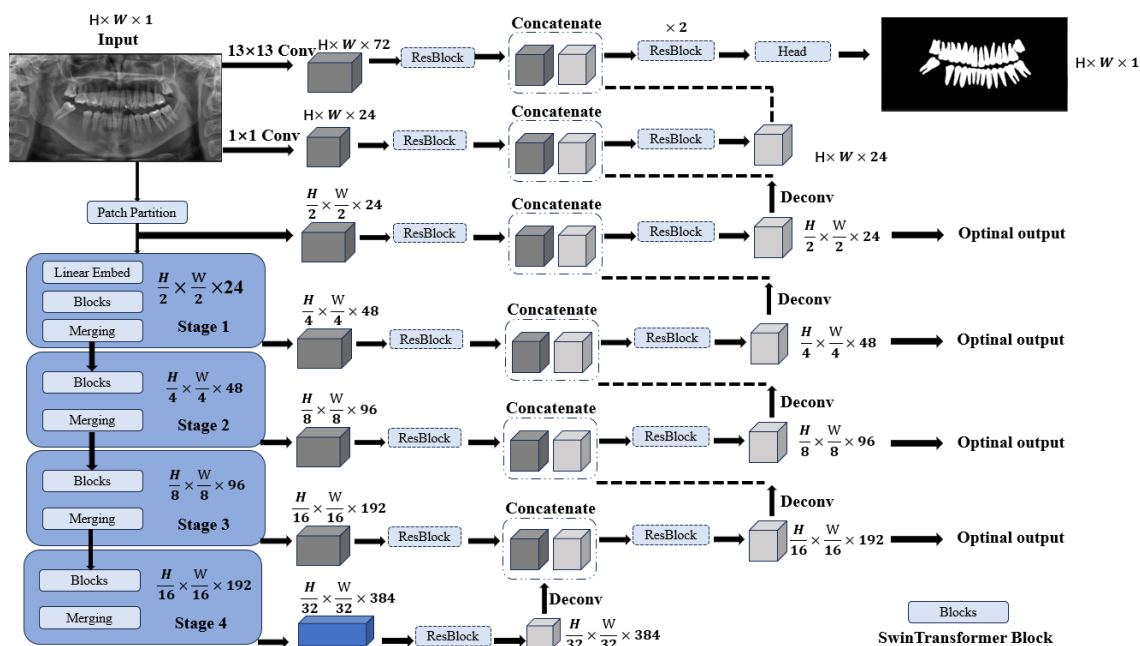 H× W × 1
Input
13×13 Conv
H× W × 72
ResBlock
Concatenate
× 2
ResBlock
Head
H× W × 1
1×1 Conv
H× W × 24
ResBlock
Concatenate
ResBlock
H× W × 24
Patch Partition
H/2 × W/2 × 24
ResBlock
Concatenate
ResBlock
Deconv
H/2 × W/2 × 24
Optinal output
Linear Embed
Blocks
Merging
H/2 × W/2 × 24
Stage 1
H/4 × W/4 × 48
ResBlock
Concatenate
ResBlock
Deconv
H/4 × W/4 × 48
Optinal output
Blocks
Merging
H/4 × W/4 × 48
Stage 2
H/8 × W/8 × 96
ResBlock
Concatenate
ResBlock
Deconv
H/8 × W/8 × 96
Optinal output
Blocks
Merging
H/8 × W/8 × 96
Stage 3
H/16 × W/16 × 192
ResBlock
Concatenate
ResBlock
Deconv
H/16 × W/16 × 192
Optinal output
Blocks
Merging
H/16 × W/16 × 192
Stage 4
H/32 × W/32 × 384
ResBlock
Deconv
H/32 × W/32 × 384
Blocks
SwinTransformer Block